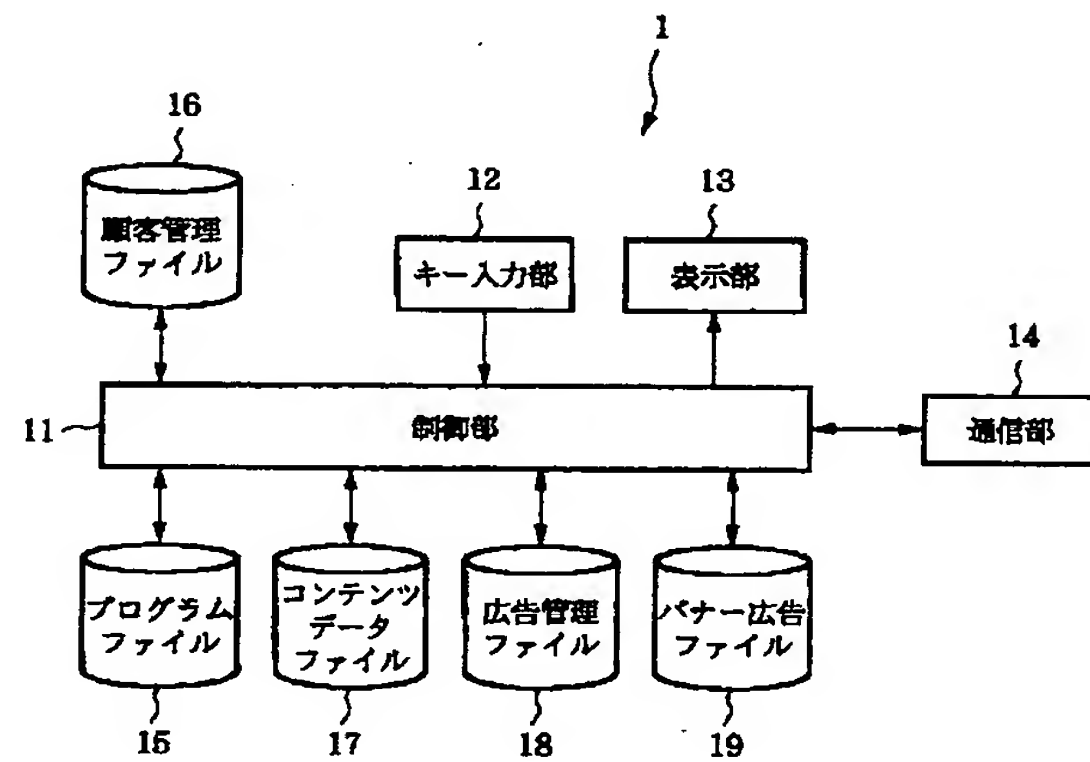 1
16
顧客管理
ファイル
12
キー入力部
13
表示部
14
通信部
11
制御部
プログラム
ファイル
15
コンテンツ
データ
ファイル
17
広告管理
ファイル
18
バナー広告
ファイル
19